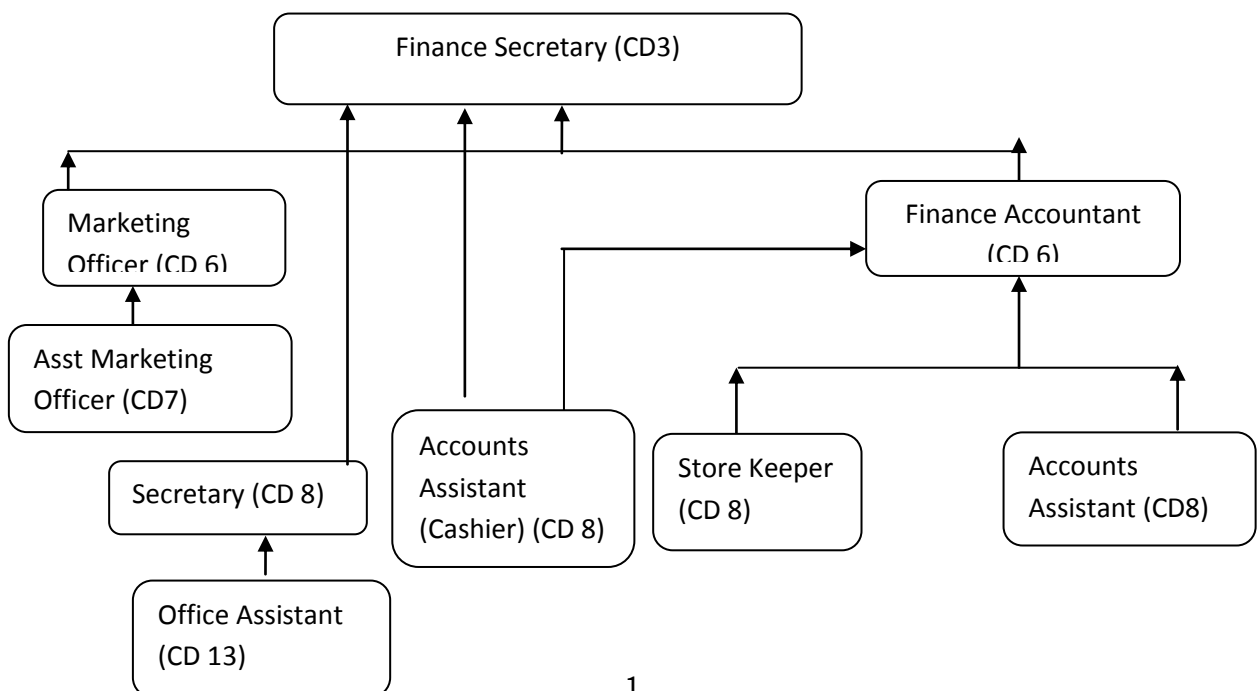 Finance Secretary (CD3)
Marketing
Officer (CD 6)
Finance Accountant
(CD 6)
Asst Marketing
Officer (CD7)
Secretary (CD 8)
Accounts
Assistant
(Cashier) (CD 8)
Store Keeper
(CD 8)
Accounts
Assistant (CD8)
Office Assistant
(CD 13)
1